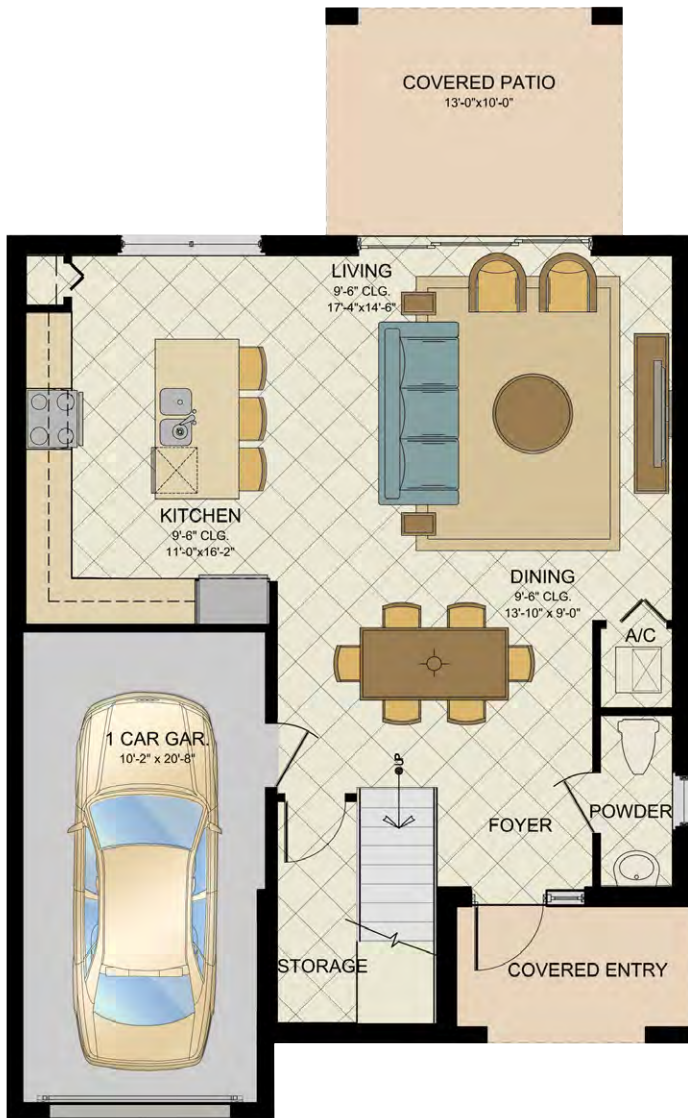 COVERED PATIO
13'-0"x10'-0"
LIVING
9'-6" CLG.
17'-4"x14'-6"
KITCHEN
9'-6" CLG.
11'-0"x16'-2"
DINING
9'-6" CLG.
13'-10" x 9'-0"
A/C
1 CAR GAR.
10'-2" x 20'-8"
UP
POWDER
FOYER
STORAGE
COVERED ENTRY